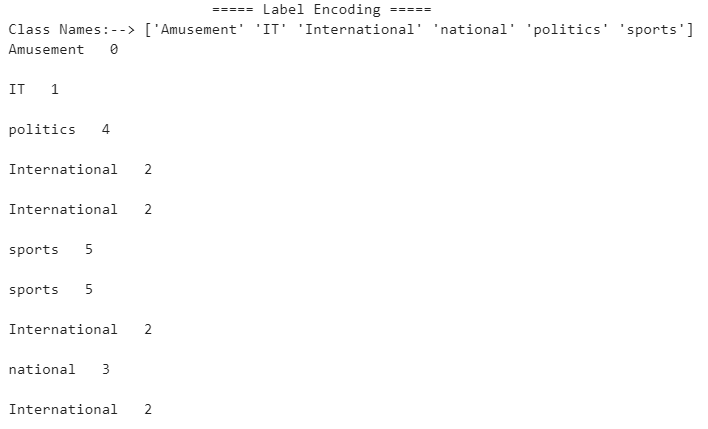 ===== Label Encoding =====
Class Names:--> ['Amusement' 'IT' 'International' 'national' 'politics' 'sports']
Amusement   0
IT   1
politics   4
International   2
International   2
sports   5
sports   5
International   2
national   3
International   2